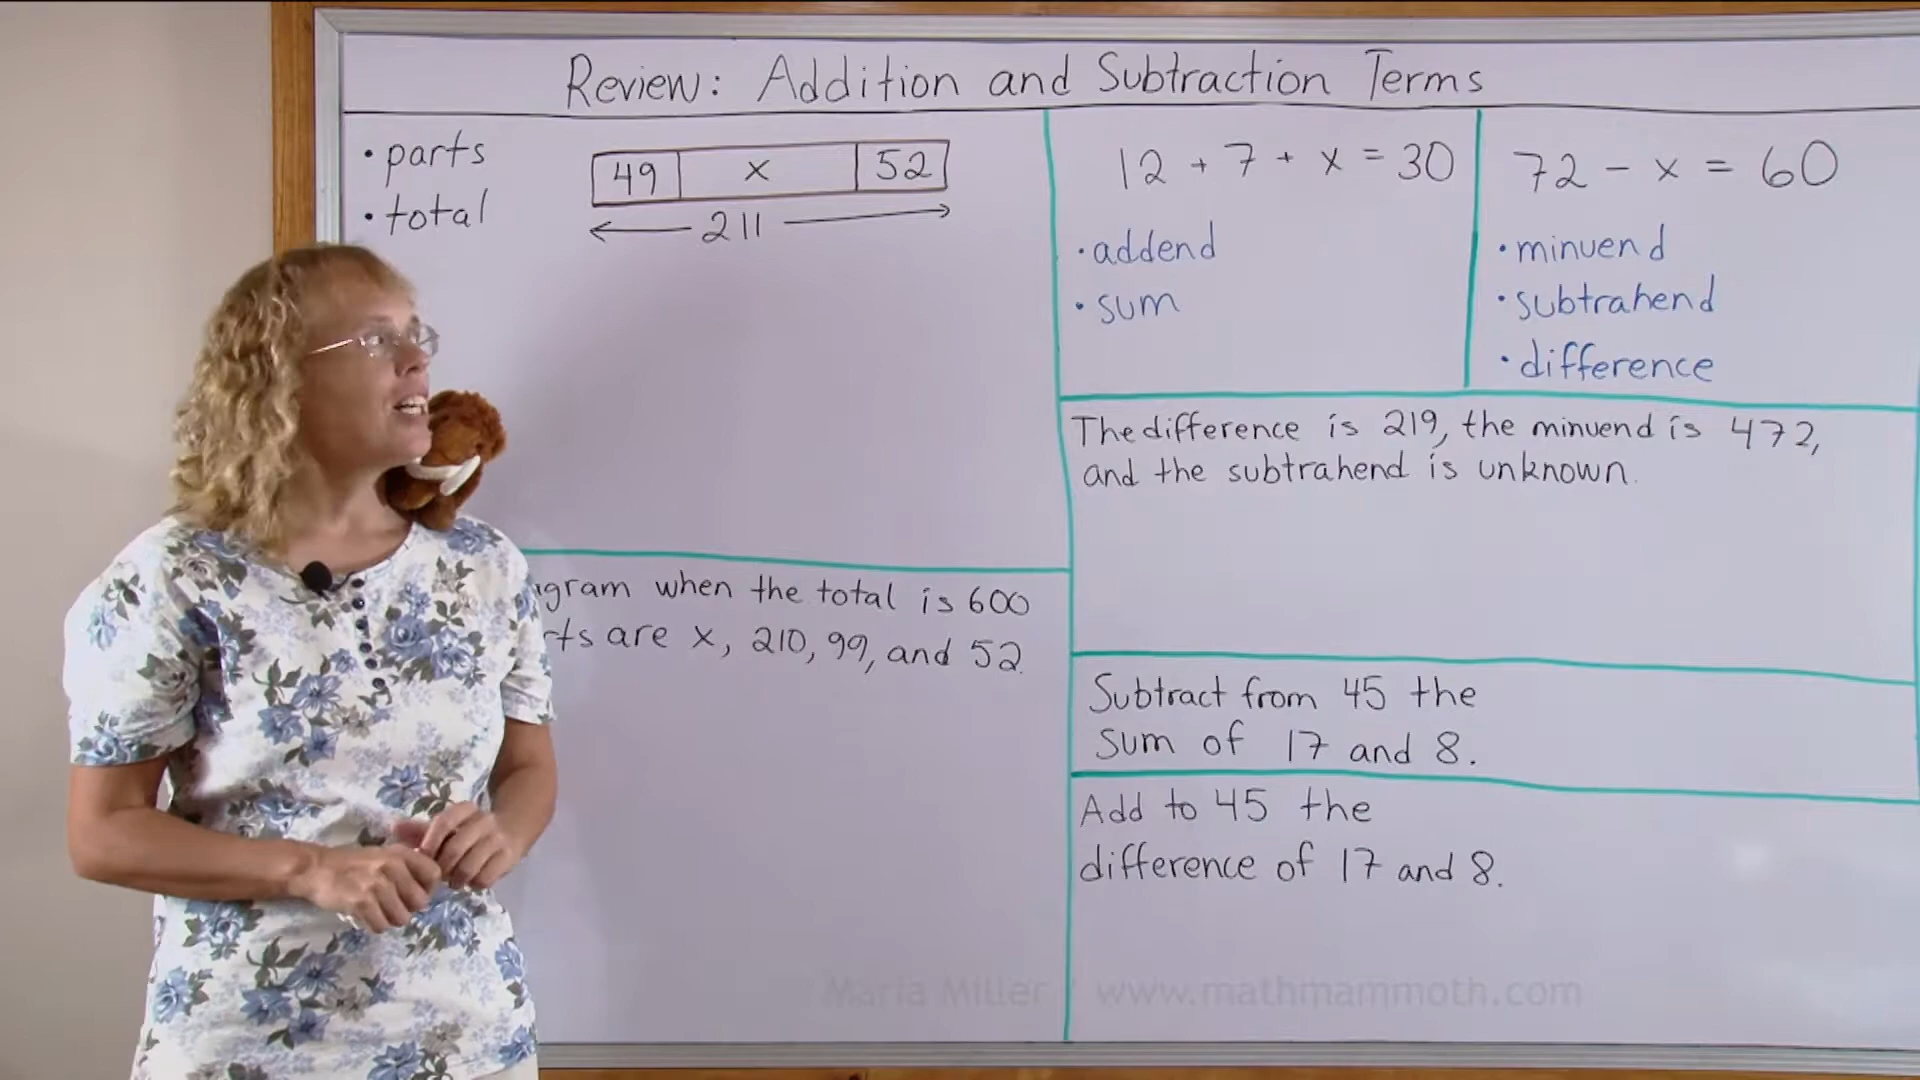 Review: Addition and Subtraction Terms
• parts
• total
49 x 52
211
12 + 7 + x = 30
• addend
• sum
72 - x = 60
• minuend
• subtrahend
• difference
The difference is 219, the minuend is 472,
and the subtrahend is unknown.
when the total is 600
are x, 210, 99, and 52.
Subtract from 45 the
sum of 17 and 8.
Add to 45 the
difference of 17 and 8.
Maria Miller / www.mathmammoth.com